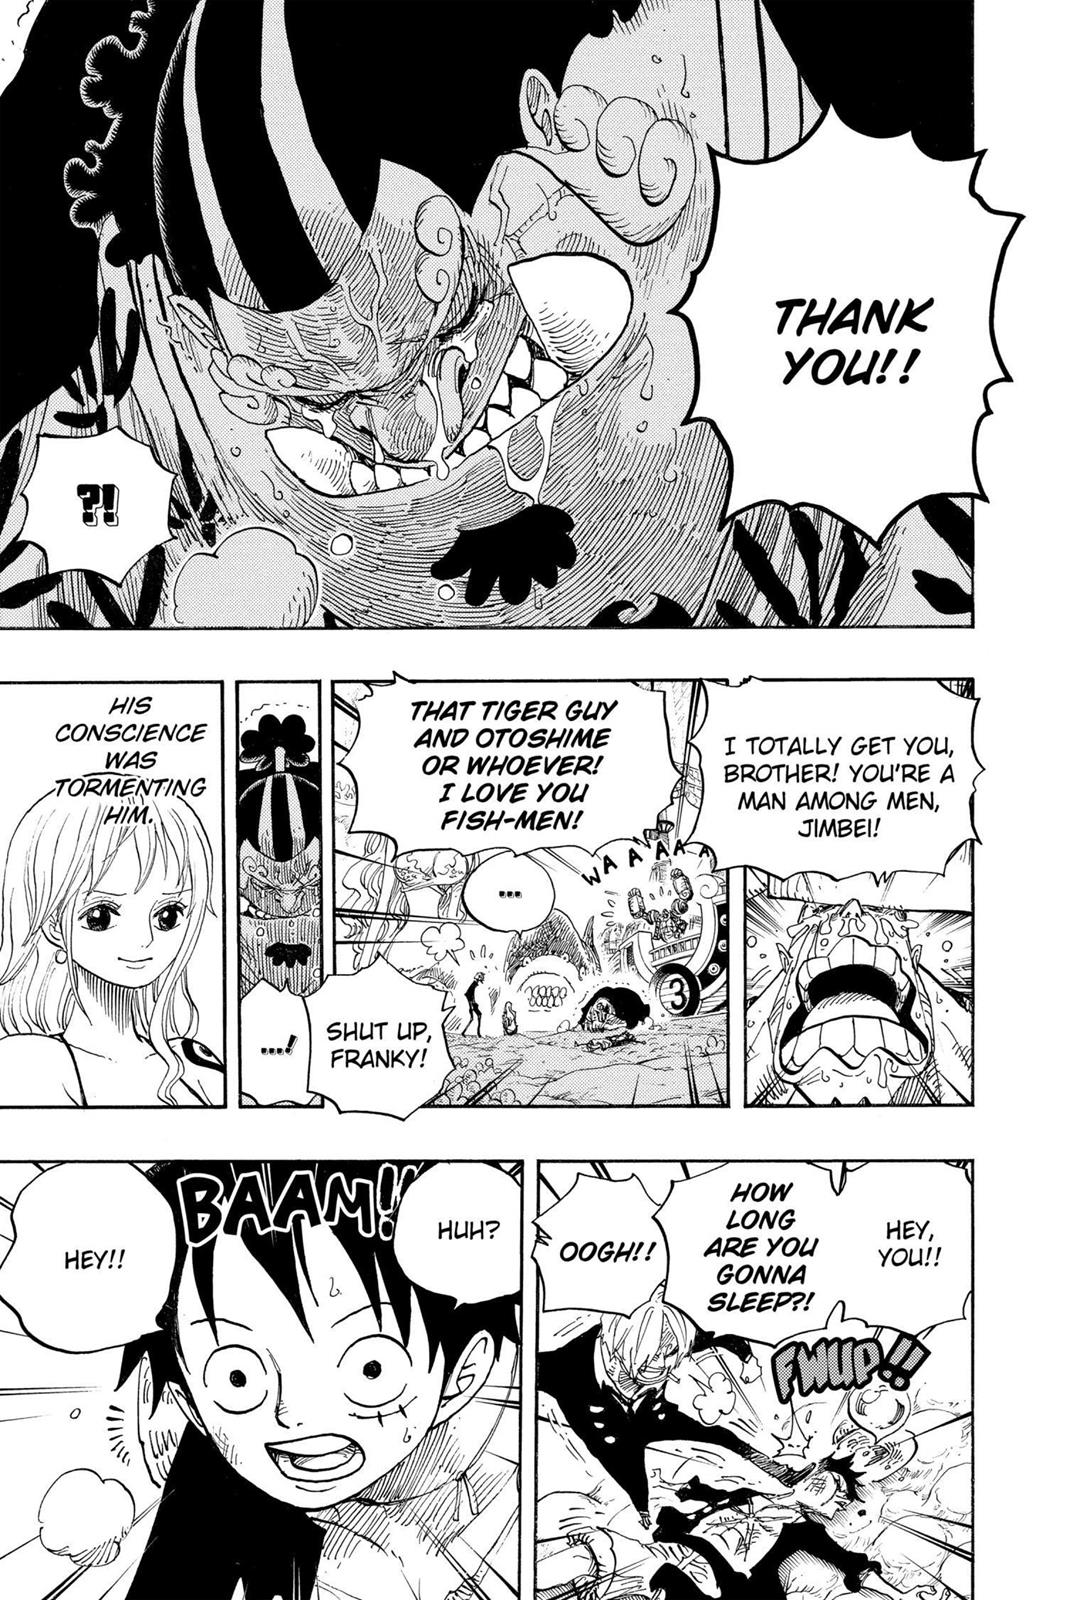 THANK
YOU!!
?!
I TOTALLY GET YOU,
BROTHER! YOU'RE A
MAN AMONG MEN,
JIMBEI!
THAT TIGER GUY
AND OTOSHIME
OR WHOEVER!
I LOVE YOU
FISH-MEN!
WAAAAA
....
3
SHUT UP,
FRANKY!
....!
HIS
CONSCIENCE
WAS
TORMENTING
HIM.
HEY,
YOU!!
HOW
LONG
ARE YOU
GONNA
SLEEP?!
OOGH!!
FWUP!!
HUH?
BAAM!!
HEY!!